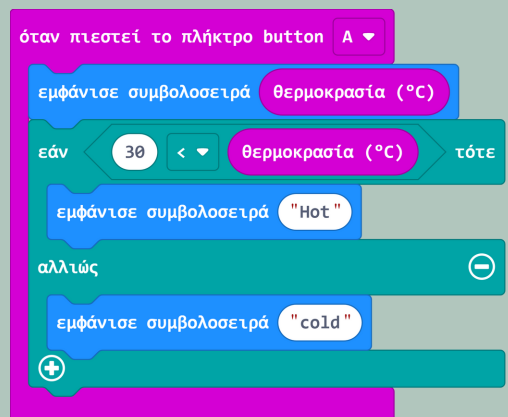 όταν πιεστεί το πλήκτρο button A
εμφάνισε συμβολοσειρά θερμοκρασία (°C)
εάν 30 < θερμοκρασία (°C) τότε
εμφάνισε συμβολοσειρά "Hot"
αλλιώς
εμφάνισε συμβολοσειρά "cold"